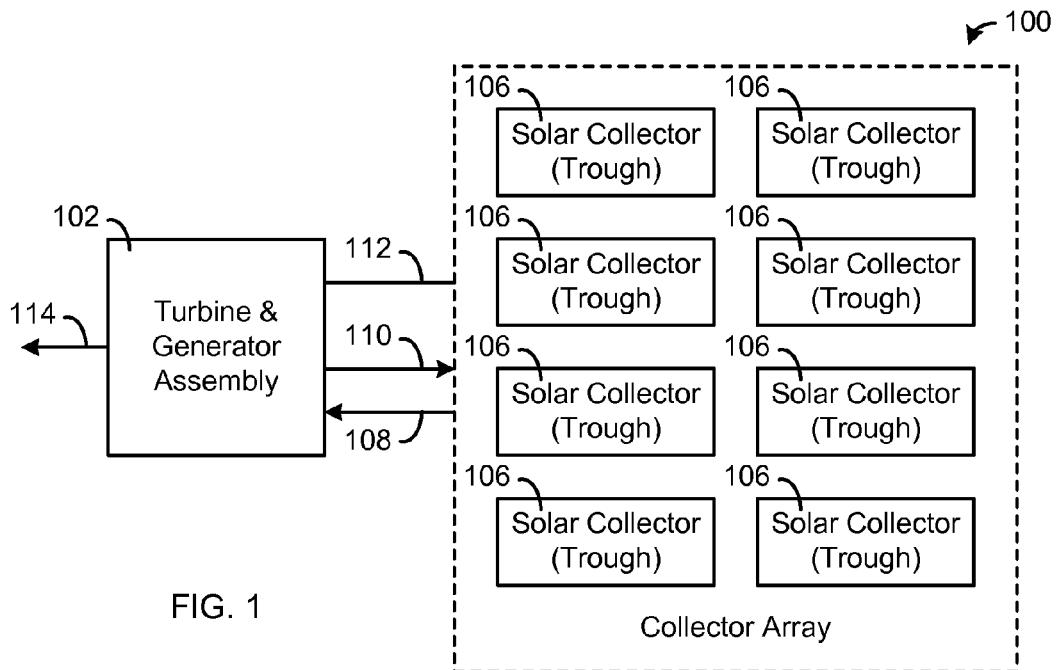 100
106
106
Solar Collector
(Trough)
Solar Collector
(Trough)
102
106
106
112
Solar Collector
(Trough)
Solar Collector
(Trough)
114
Turbine &
Generator
Assembly
110
106
106
108
Solar Collector
(Trough)
Solar Collector
(Trough)
106
106
Solar Collector
(Trough)
Solar Collector
(Trough)
FIG. 1
Collector Array